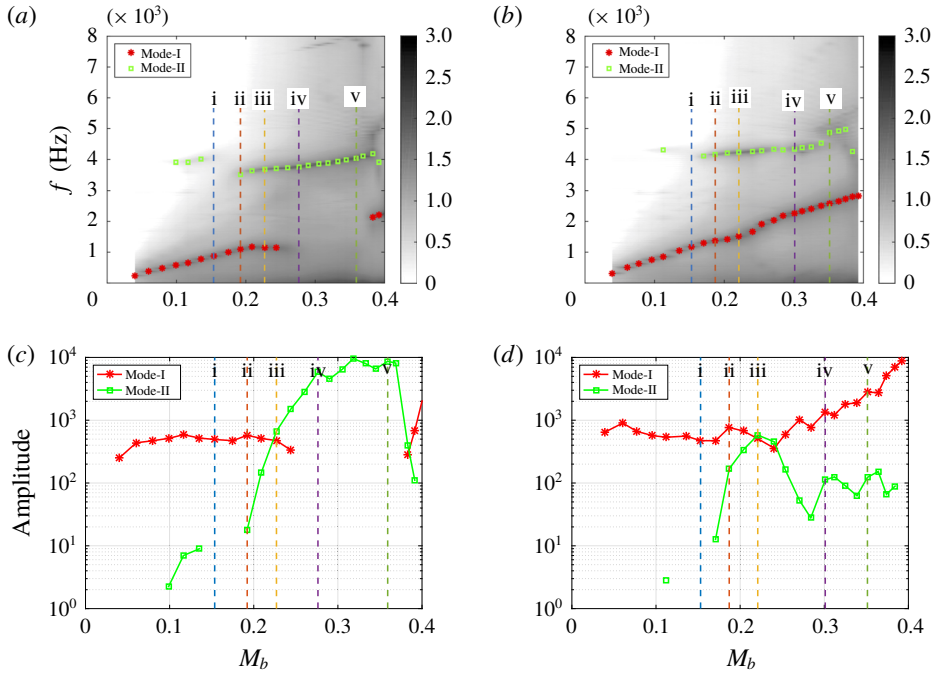 (a) (× 10³) (b) (× 10³)
8 3.0 8 3.0
Mode-I Mode-I
7 7
Mode-II Mode-II
2.5 2.5
6 6
i ii iii iv v i ii iii iv v
5 2.0 5 2.0
f (Hz)
4 1.5 4 1.5
3 3
1.0 1.0
2 2
1 0.5 1 0.5
0 0.1 0.2 0.3 0.4 0 0 0.1 0.2 0.3 0.4 0
(c) (d)
10⁴ 10⁴
Mode-I i ii iii iv v Mode-I i ii iii iv v
Mode-II Mode-II
10³ 10³
Amplitude
10² 10²
10¹ 10¹
10⁰ 10⁰
0 0.1 0.2 0.3 0.4 0 0.1 0.2 0.3 0.4
M_b M_b